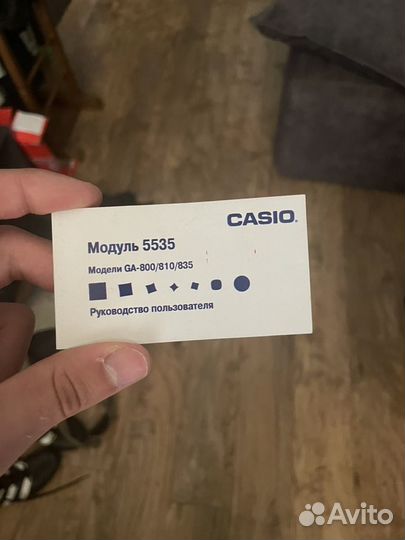 CASIO®
Модуль 5535
Модели GA-800/810/835
Руководство пользователя
Avito